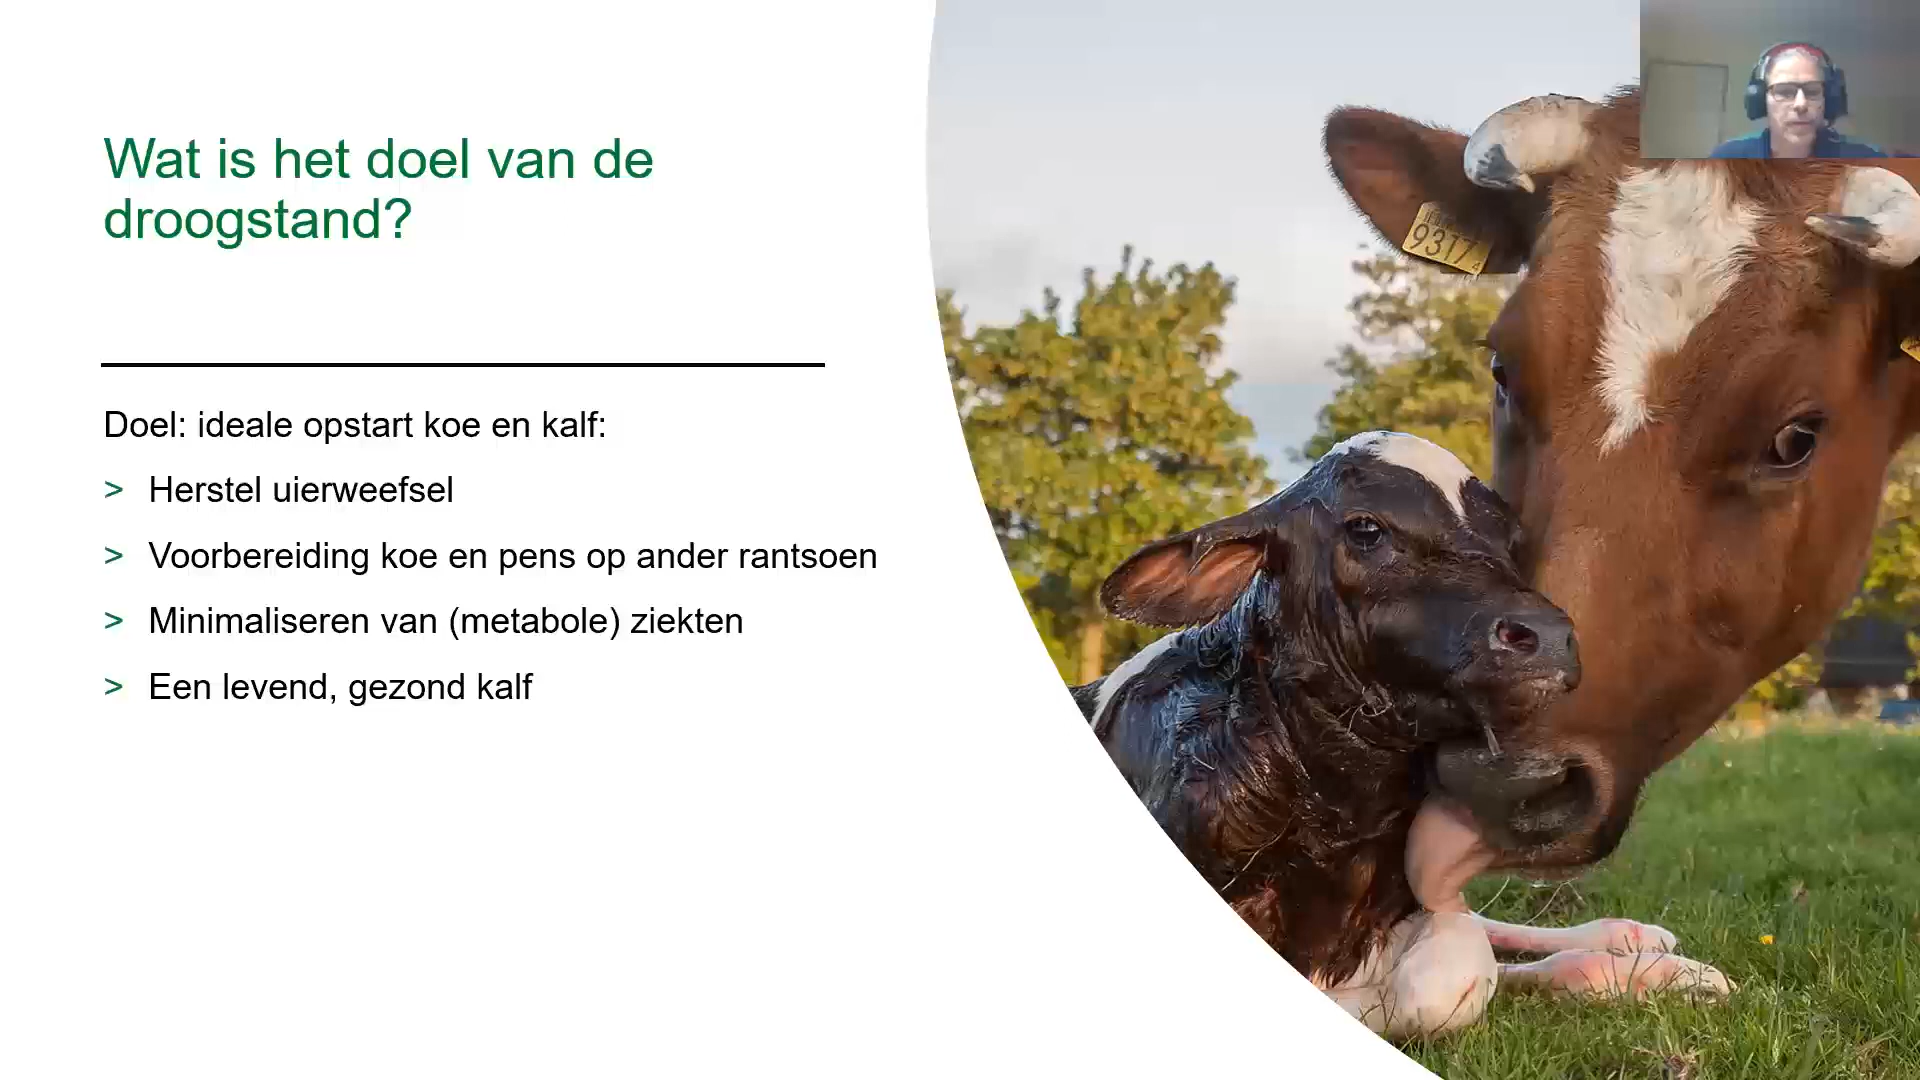 Wat is het doel van de
droogstand?
Doel: ideale opstart koe en kalf:
> Herstel uierweefsel
> Voorbereiding koe en pens op ander rantsoen
> Minimaliseren van (metabole) ziekten
> Een levend, gezond kalf
9317